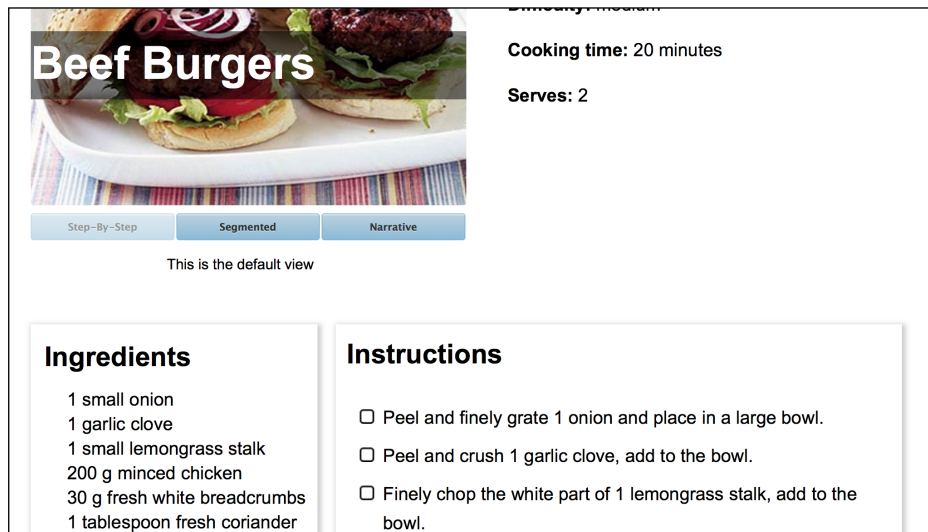 Difficulty: medium
Beef Burgers
Cooking time: 20 minutes
Serves: 2
Step-By-Step
Segmented
Narrative
This is the default view
Ingredients
1 small onion
1 garlic clove
1 small lemongrass stalk
200 g minced chicken
30 g fresh white breadcrumbs
1 tablespoon fresh coriander
Instructions
Peel and finely grate 1 onion and place in a large bowl.
Peel and crush 1 garlic clove, add to the bowl.
Finely chop the white part of 1 lemongrass stalk, add to the
bowl.